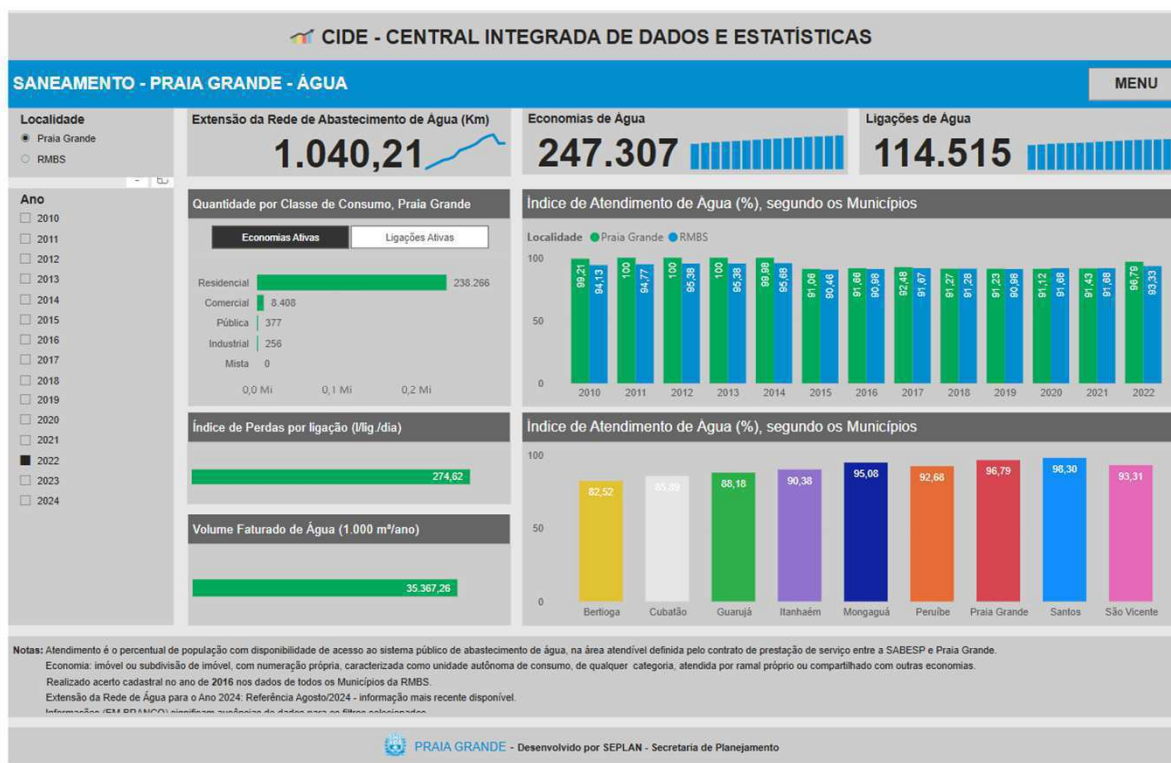 CIDE - CENTRAL INTEGRADA DE DADOS E ESTATÍSTICAS
SANEAMENTO - PRAIA GRANDE - ÁGUA
MENU
Localidade
Praia Grande
RMBS
Extensão da Rede de Abastecimento de Água (Km)
1.040,21
Economias de Água
247.307
Ligações de Água
114.515
Ano
2010
2011
2012
2013
2014
2015
2016
2017
2018
2019
2020
2021
2022
2023
2024
Quantidade por Classe de Consumo, Praia Grande
Economias Ativas
Ligações Ativas
Residencial 238.266
Comercial 8.408
Pública 377
Industrial 256
Mista 0
0,0 Mi 0,1 Mi 0,2 Mi
Índice de Perdas por ligação (l/lig./dia)
274,62
Volume Faturado de Água (1.000 m³/ano)
35.367,26
Índice de Atendimento de Água (%), segundo os Municípios
Localidade Praia Grande RMBS
100
50
0
99,21 94,13 100 94,77 100 95,38 100 95,38 99,98 95,68 91,06 90,46 91,66 90,98 92,48 91,67 91,27 91,28 91,23 90,98 91,12 91,68 91,43 91,68 96,79 93,33
2010 2011 2012 2013 2014 2015 2016 2017 2018 2019 2020 2021 2022
Índice de Atendimento de Água (%), segundo os Municípios
100
50
0
82,52 88,18 90,38 95,08 92,68 96,79 98,30 93,31
Bertioga Cubatão Guarujá Itanhaém Mongaguá Peruíbe Praia Grande Santos São Vicente
Notas: Atendimento é o percentual de população com disponibilidade de acesso ao sistema público de abastecimento de água, na área atendível definida pelo contrato de prestação de serviço entre a SABESP e Praia Grande.
Economia: imóvel ou subdivisão de imóvel, com numeração própria, caracterizada como unidade autônoma de consumo, de qualquer categoria, atendida por ramal próprio ou compartilhado com outras economias.
Realizado acerto cadastral no ano de 2016 nos dados de todos os Municípios da RMBS.
Extensão da Rede de Água para o Ano 2024: Referência Agosto/2024 - informação mais recente disponível.
Informações (EM BRANCO) significam ausências de dados para os filtros selecionados
PRAIA GRANDE - Desenvolvido por SEPLAN - Secretaria de Planejamento